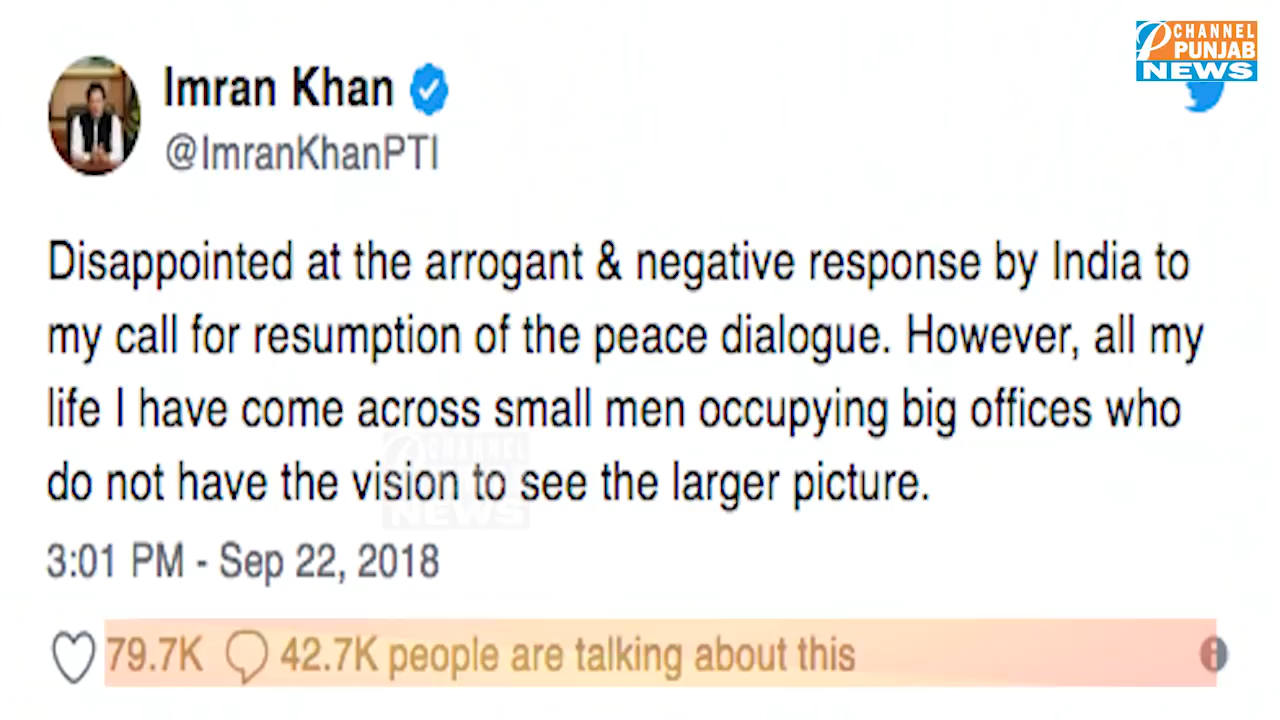 CHANNEL
PUNJAB
NEWS
Imran Khan
@ImranKhanPTI
Disappointed at the arrogant & negative response by India to
my call for resumption of the peace dialogue. However, all my
life I have come across small men occupying big offices who
do not have the vision to see the larger picture.
CHANNEL
NEWS
3:01 PM - Sep 22, 2018
79.7K 42.7K people are talking about this